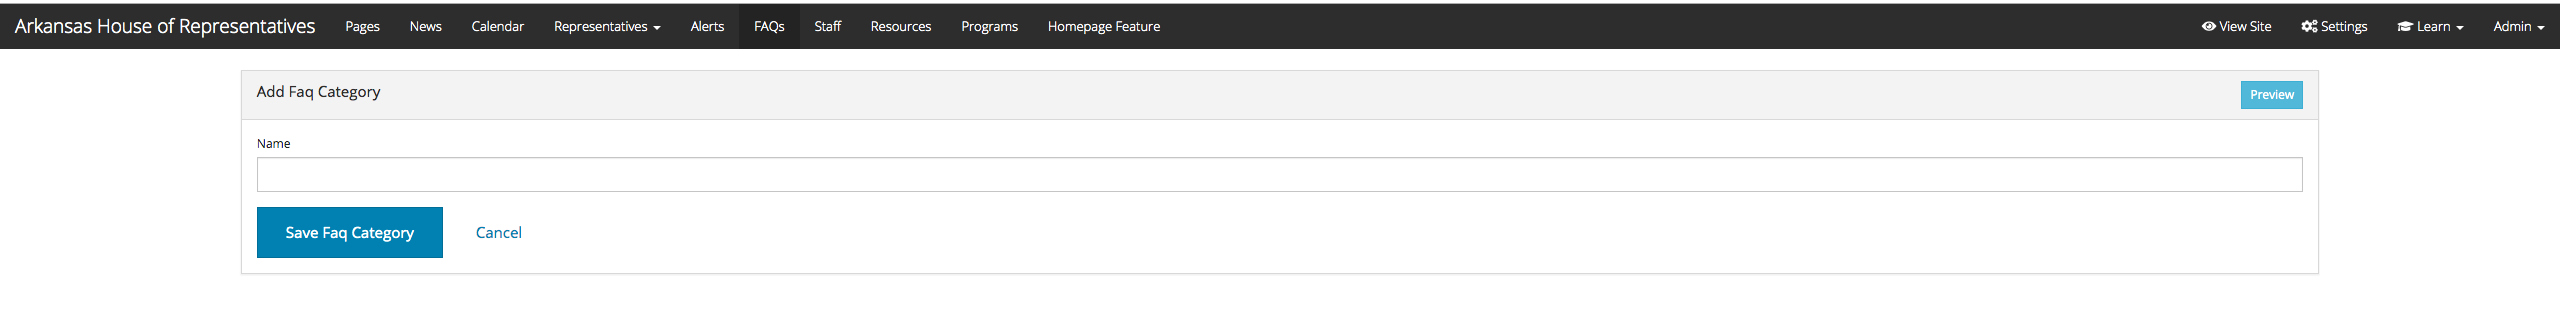 Arkansas House of Representatives Pages News Calendar Representatives Alerts FAQs Staff Resources Programs Homepage Feature View Site Settings Learn Admin
Add Faq Category Preview
Name
Save Faq Category Cancel